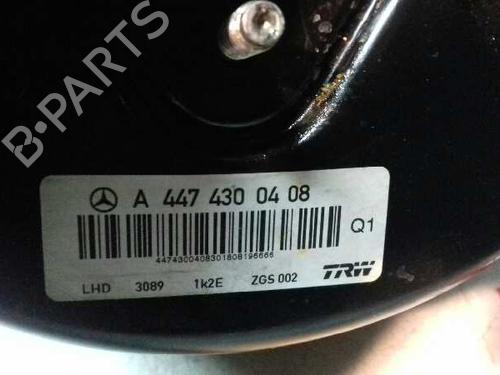 B-PARTS
A 447 430 04 08
Q1
4474300408301808196666
LHD 3089 1k2E ZGS 002 TRW